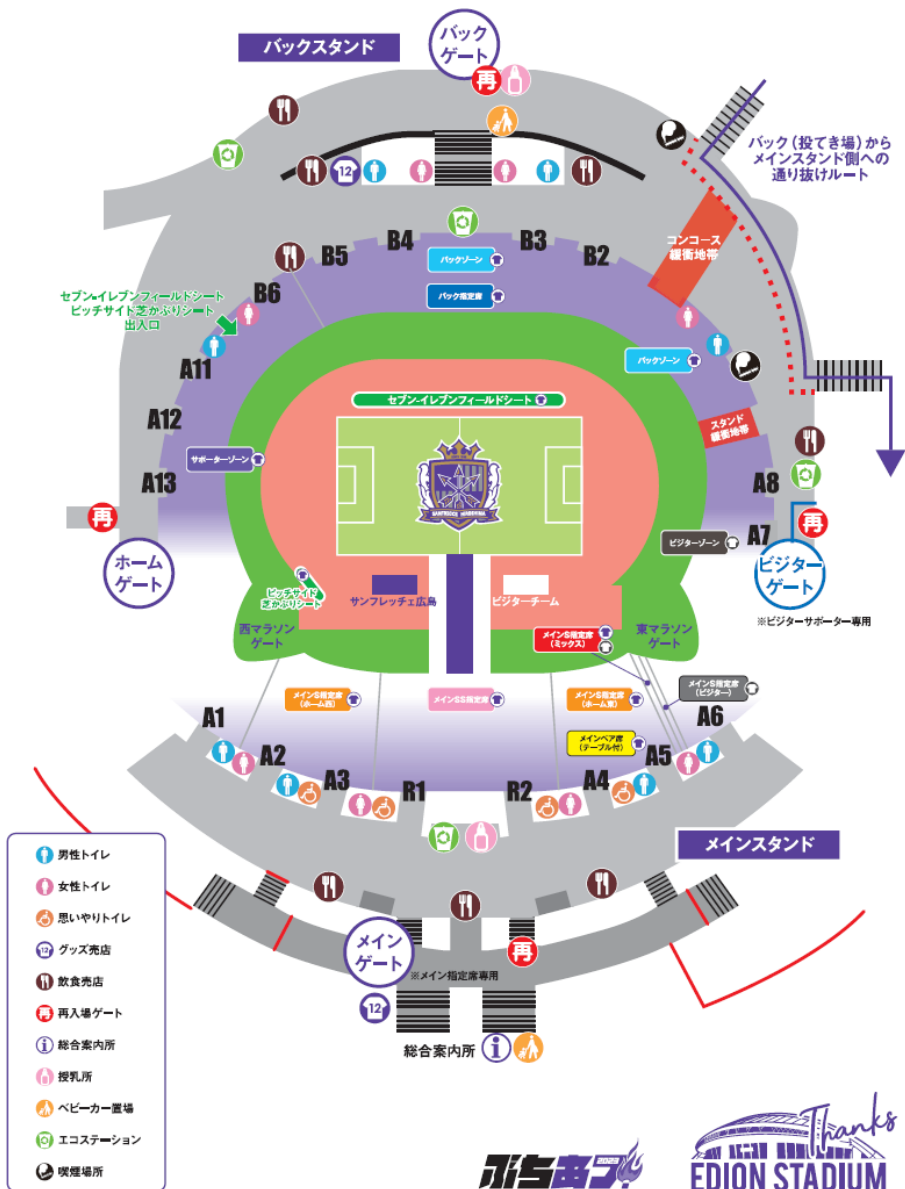 バック
ゲート
バックスタンド
再
バック（投てき場）から
メインスタンド側への
通り抜けルート
12
コンコース
緩衝地帯
B4
B3
B5
B2
B6
バックゾーン
バック指定席
セブン-イレブンフィールドシート
ピッチサイド芝かぶりシート
出入口
A11
バックゾーン
セブン-イレブンフィールドシート
A12
スタンド
緩衝地帯
サポーターゾーン
SANFRECCE HIROSHIMA
A13
A8
再
再
A7
ビジターゾーン
ホーム
ゲート
ビジター
ゲート
※ビジターサポーター専用
ピッチサイド
芝かぶりシート
サンフレッチェ広島
ビジターチーム
西マラソン
ゲート
東マラソン
ゲート
メインS指定席
（ミックス）
メインS指定席
（ホーム西）
メインSS指定席
メインS指定席
（ホーム東）
メインS指定席
（ビジター）
メインペア席
（テーブル付）
A1
A2
A3
R1
R2
A4
A5
A6
メインスタンド
メイン
ゲート
※メイン指定席専用
再
12
総合案内所
i
男性トイレ
女性トイレ
思いやりトイレ
12 グッズ売店
飲食売店
再 再入場ゲート
i 総合案内所
授乳所
ベビーカー置場
エコステーション
喫煙場所
ぶちあつ!
2022
Thanks
EDION STADIUM